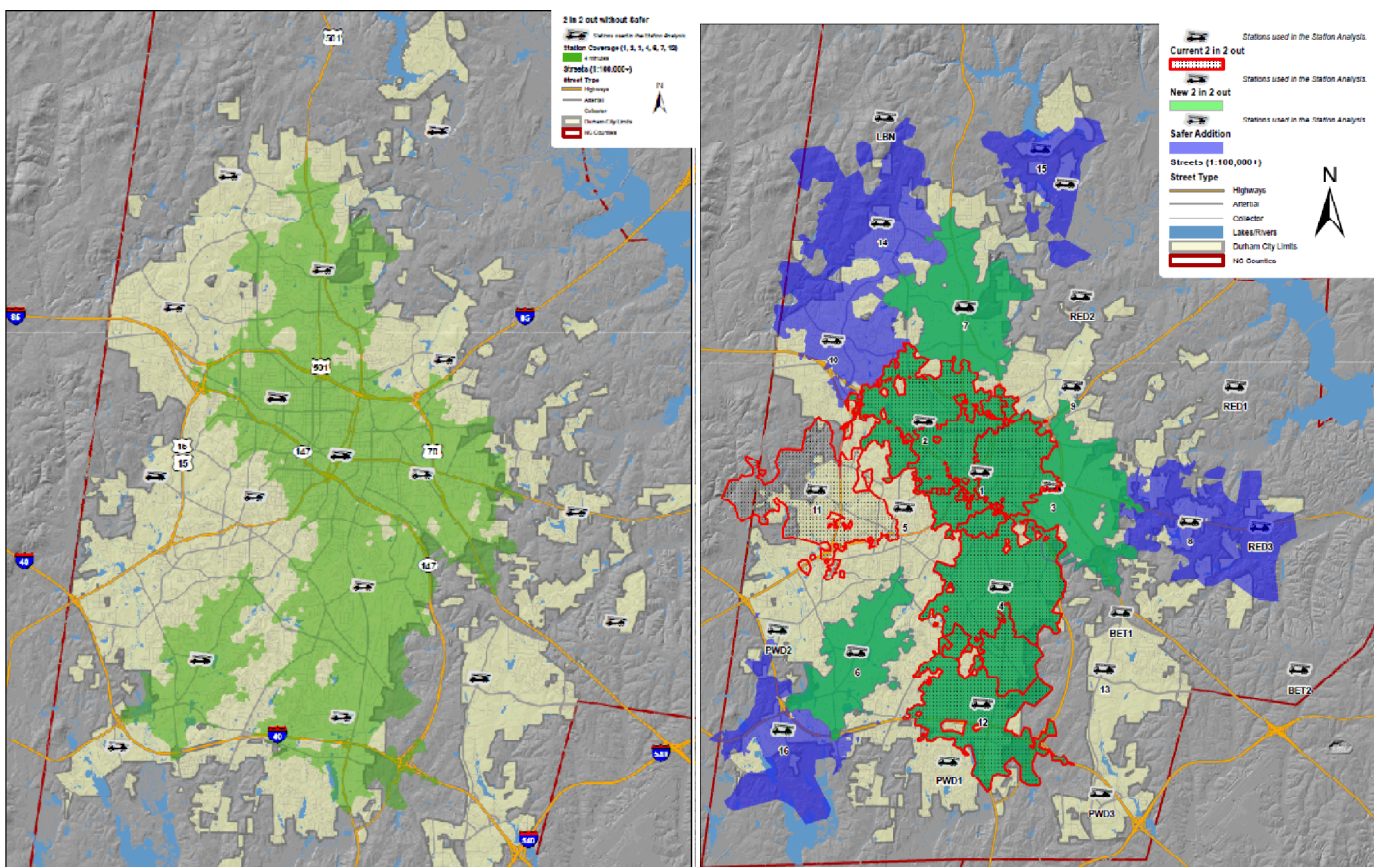 2 in 2 out without Safer
Stations used in the Station Analysis.
Station Coverage (1, 2, 3, 4, 6, 7, 12)
4 minutes
Streets (1:100,000+)
Street Type
Highways
Arterial
Collector
Durham City Limits
NC Counties
N
501
85
85
501
15
15
147
70
40
147
40
540
540
Stations used in the Station Analysis.
Current 2 in 2 out
Stations used in the Station Analysis.
New 2 in 2 out
Stations used in the Station Analysis
Safer Addition
Streets (1:100,000+)
Street Type
Highways
Arterial
Collector
Lakes/Rivers
Durham City Limits
NC Counties
N
LBN
15
14
7
RED2
10
9
RED1
2
11
1
3
5
8
RED3
4
BET1
PWD2
6
13
BET2
12
16
PWD1
PWD3